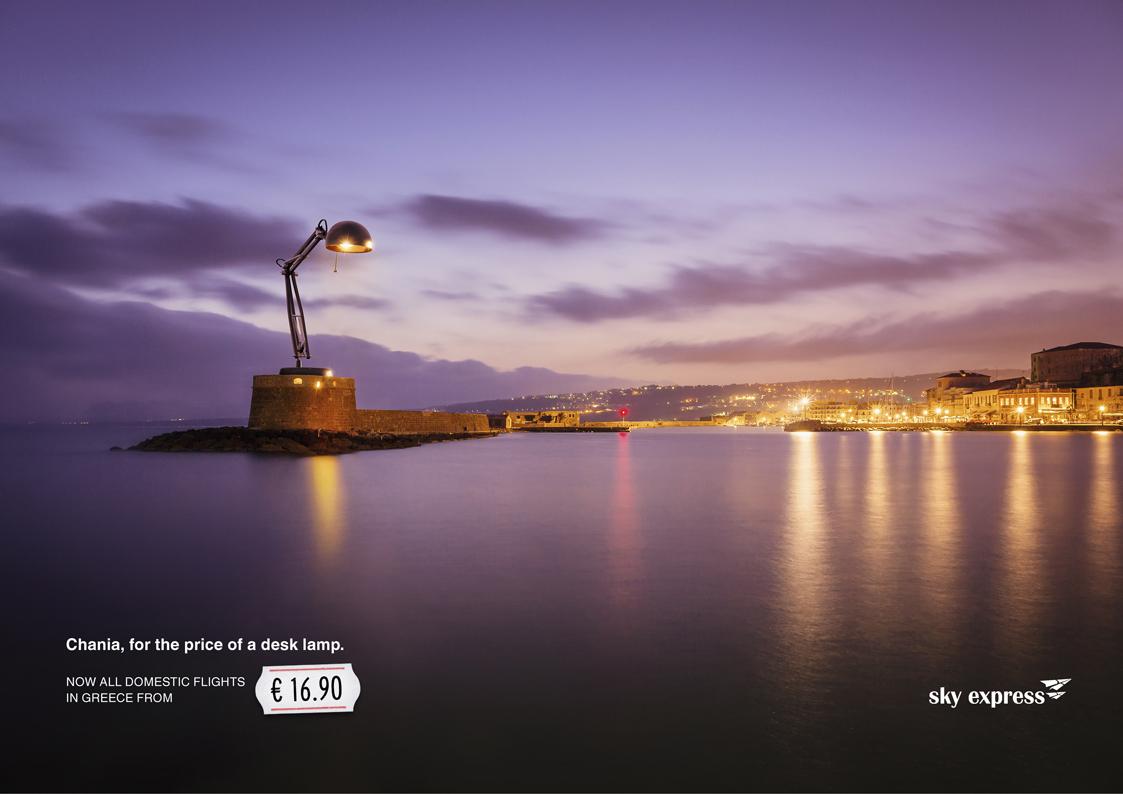 Chania, for the price of a desk lamp.
NOW ALL DOMESTIC FLIGHTS
IN GREECE FROM
€ 16.90
sky express